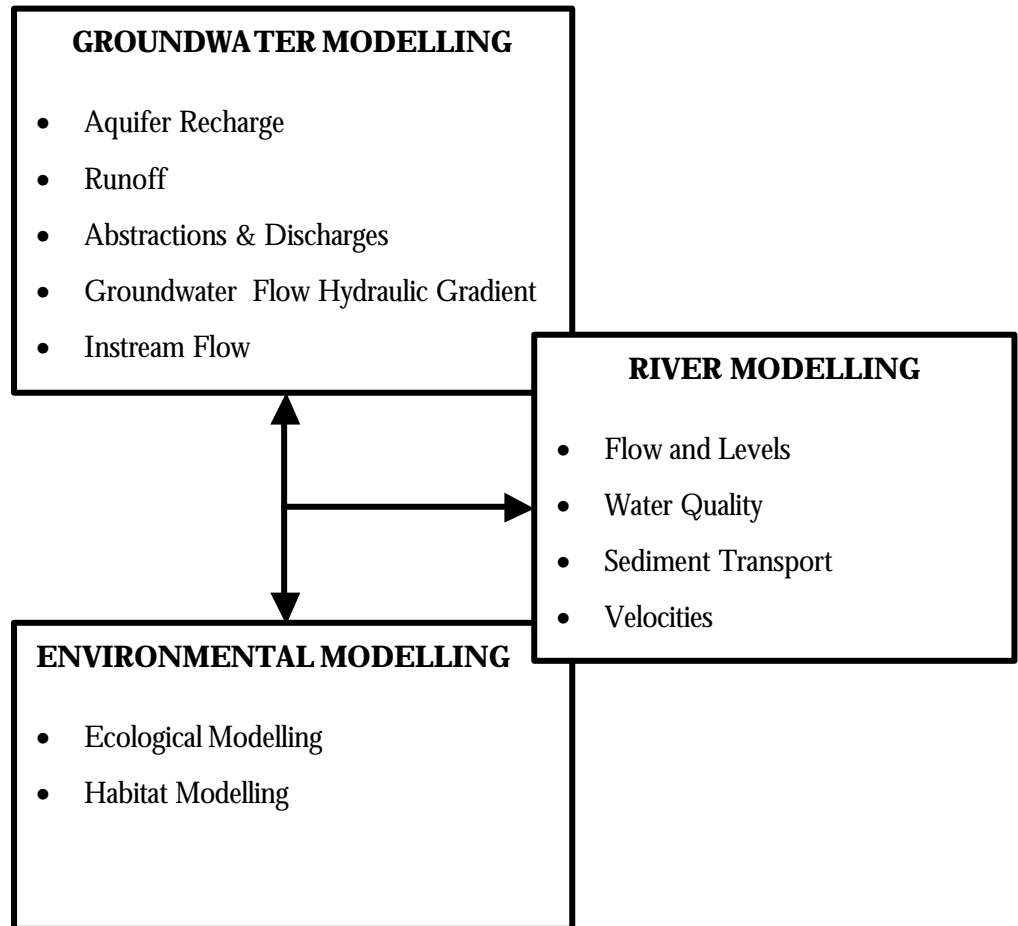 GROUNDWATER MODELLING
• Aquifer Recharge
• Runoff
• Abstractions & Discharges
• Groundwater Flow Hydraulic Gradient
• Instream Flow
RIVER MODELLING
• Flow and Levels
• Water Quality
• Sediment Transport
• Velocities
ENVIRONMENTAL MODELLING
• Ecological Modelling
• Habitat Modelling